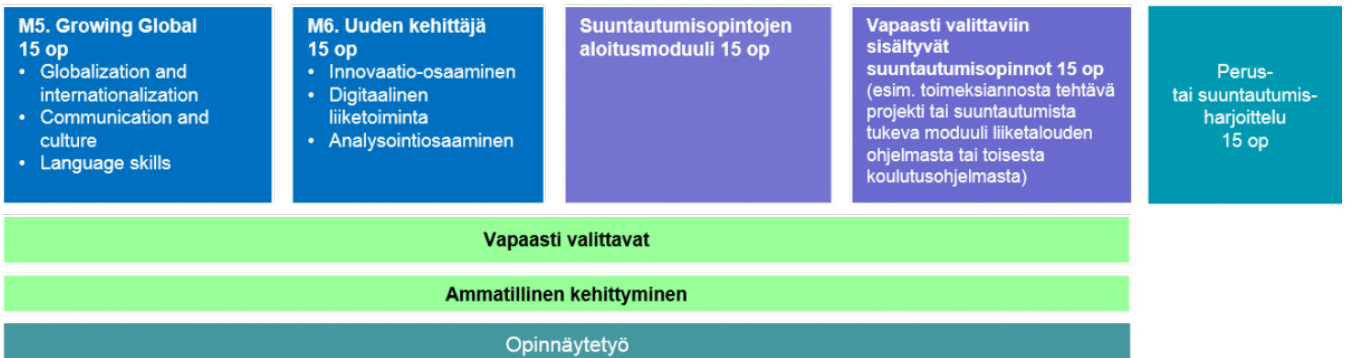 M5. Growing Global
15 op
• Globalization and
internationalization
• Communication and
culture
• Language skills
M6. Uuden kehittäjä
15 op
• Innovaatio-osaaminen
• Digitaalinen
liiketoiminta
• Analysointiosaaminen
Suuntautumisopintojen
aloitusmoduuli 15 op
Vapaasti valittaviin
sisältyvät
suuntautumisopinnot 15 op
(esim. toimeksiannosta tehtävä
projekti tai suuntautumista
tukeva moduuli liiketalouden
ohjelmasta tai toisesta
koulutusohjelmasta)
Perus-
tai suuntautumis-
harjoittelu
15 op
Vapaasti valittavat
Ammatillinen kehittyminen
Opinnäytetyö